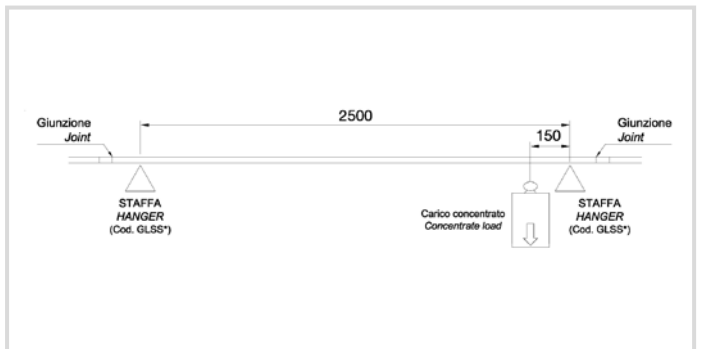 2500
Giunzione
Joint
150
Giunzione
Joint
STAFFA
HANGER
(Cod. GLSS*)
Carico concentrato
Concentrate load
STAFFA
HANGER
(Cod. GLSS*)